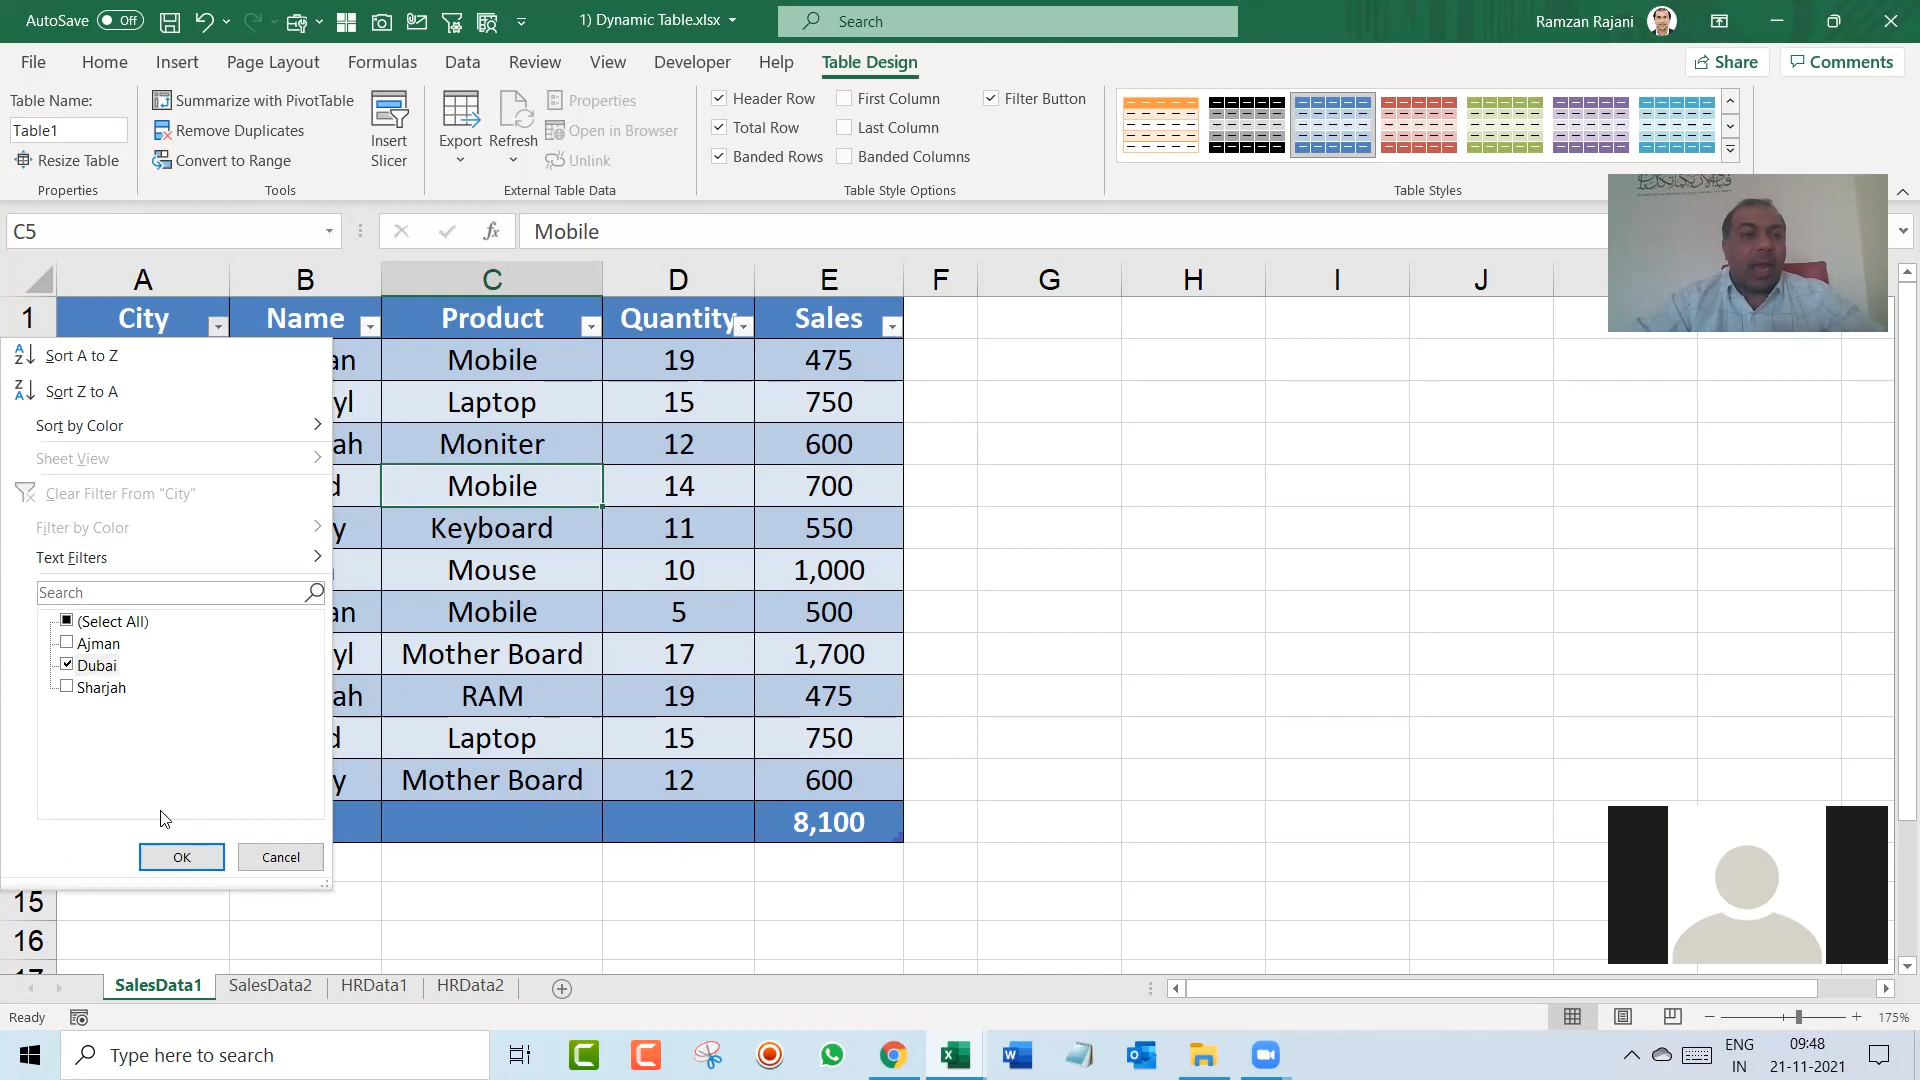 AutoSave Off 1) Dynamic Table.xlsx Search Ramzan Rajani
File Home Insert Page Layout Formulas Data Review View Developer Help Table Design Share Comments
Table Name:
Table1
Resize Table
Properties
Summarize with PivotTable
Remove Duplicates
Convert to Range
Tools
Insert
Slicer
Export
Refresh
Properties
Open in Browser
Unlink
External Table Data
Header Row First Column Filter Button
Total Row Last Column
Banded Rows Banded Columns
Table Style Options
Table Styles
C5 fx Mobile
A B C D E F G H I J
1 City Name Product Quantity Sales
an Mobile 19 475
yl Laptop 15 750
ah Moniter 12 600
d Mobile 14 700
y Keyboard 11 550
Mouse 10 1,000
an Mobile 5 500
yl Mother Board 17 1,700
ah RAM 19 475
d Laptop 15 750
y Mother Board 12 600
8,100
Sort A to Z
Sort Z to A
Sort by Color
Sheet View
Clear Filter From "City"
Filter by Color
Text Filters
Search
(Select All)
Ajman
Dubai
Sharjah
OK Cancel
15
16
17
SalesData1 SalesData2 HRData1 HRData2
Ready 175%
Type here to search
ENG
IN
09:48
21-11-2021